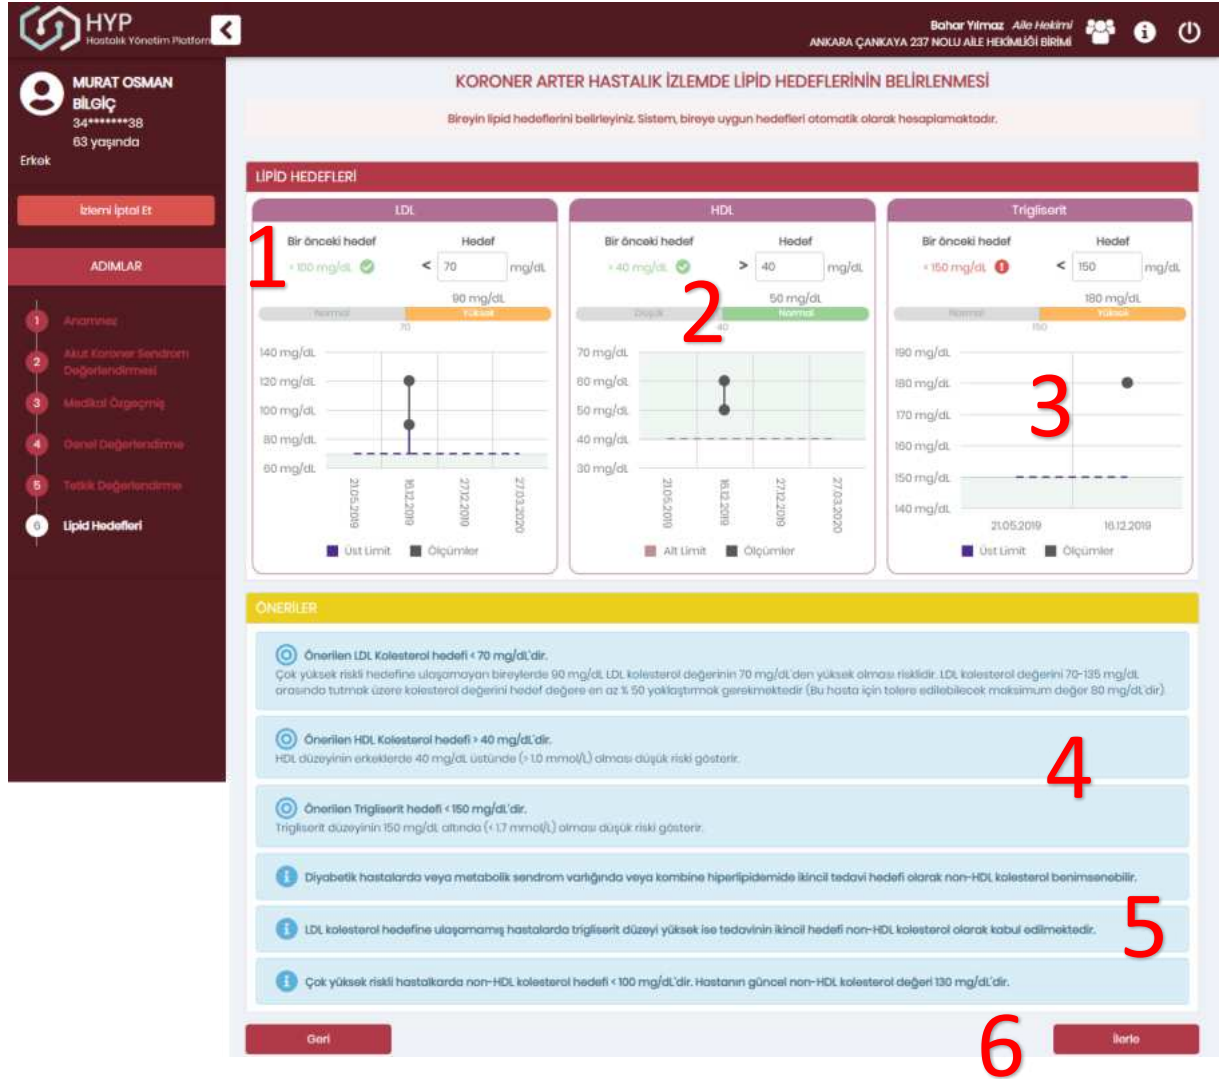 HYP
Hastalık Yönetim Platform
Bahar Yılmaz Aile Hekimi
ANKARA ÇANKAYA 237 NOLU AİLE HEKİMLİĞİ BİRİMİ
MURAT OSMAN
BİLGİÇ
34*******38
63 yaşında
Erkek
İzlemi İptal Et
ADIMLAR
1 Anamnez
2 Akut Koroner Sendrom
Değerlendirmesi
3 Medikal Özgeçmiş
4 Genel Değerlendirme
5 Tetkik Değerlendirme
6 Lipid Hedefleri
KORONER ARTER HASTALIK İZLEMDE LİPİD HEDEFLERİNİN BELİRLENMESİ
Bireyin lipid hedeflerini belirleyiniz. Sistem, bireye uygun hedefleri otomatik olarak hesaplamaktadır.
LİPİD HEDEFLERİ
LDL
1
Bir önceki hedef Hedef
< 100 mg/dL < 70 mg/dL
90 mg/dL
Normal Yüksek
70
140 mg/dL
120 mg/dL
100 mg/dL
80 mg/dL
60 mg/dL
21.05.2019 16.12.2019 27.12.2019 27.03.2020
Üst Limit Ölçümler
HDL
Bir önceki hedef Hedef
> 40 mg/dL > 40 mg/dL
2
50 mg/dL
Düşük Normal
40
70 mg/dL
60 mg/dL
50 mg/dL
40 mg/dL
30 mg/dL
21.05.2019 16.12.2019 27.12.2019 27.03.2020
Alt Limit Ölçümler
Trigliserit
Bir önceki hedef Hedef
< 150 mg/dL < 150 mg/dL
180 mg/dL
Normal Yüksek
150
190 mg/dL
180 mg/dL
3
170 mg/dL
160 mg/dL
150 mg/dL
140 mg/dL
21.05.2019 16.12.2019
Üst Limit Ölçümler
ÖNERİLER
Önerilen LDL Kolesterol hedefi < 70 mg/dL'dir.
Çok yüksek riskli hedefine ulaşamayan bireylerde 90 mg/dL LDL kolesterol değerinin 70 mg/dL'den yüksek olması risklidir. LDL kolesterol değerini 70-135 mg/dL
arasında tutmak üzere kolesterol değerini hedef değere en az % 50 yaklaştırmak gerekmektedir (Bu hasta için tolere edilebilecek maksimum değer 80 mg/dL'dir)
Önerilen HDL Kolesterol hedefi > 40 mg/dL'dir.
HDL düzeyinin erkeklerde 40 mg/dL üstünde (> 1.0 mmol/L) olması düşük riski gösterir.
4
Önerilen Trigliserit hedefi < 150 mg/dL'dir.
Trigliserit düzeyinin 150 mg/dL altında (< 1.7 mmol/L) olması düşük riski gösterir.
Diyabetik hastalarda veya metabolik sendrom varlığında veya kombine hiperlipidemide ikincil tedavi hedefi olarak non-HDL kolesterol benimsenebilir.
LDL kolesterol hedefine ulaşamamış hastalarda trigliserit düzeyi yüksek ise tedavinin ikincil hedefi non-HDL kolesterol olarak kabul edilmektedir.
5
Çok yüksek riskli hastalkarda non-HDL kolesterol hedefi < 100 mg/dL'dir. Hastanın güncel non-HDL kolesterol değeri 130 mg/dL'dir.
Geri
6
İlerle